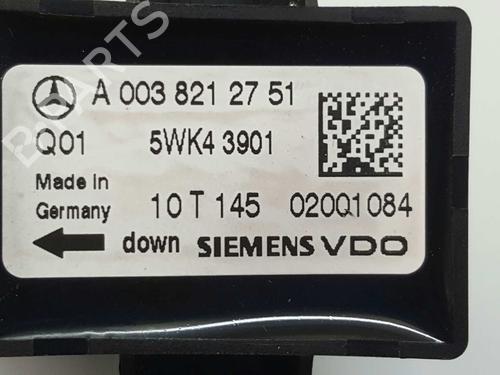 A 003 821 27 51
Q01 5WK4 3901
Made in
Germany
10 T 145 020Q1084
down SIEMENS VDO